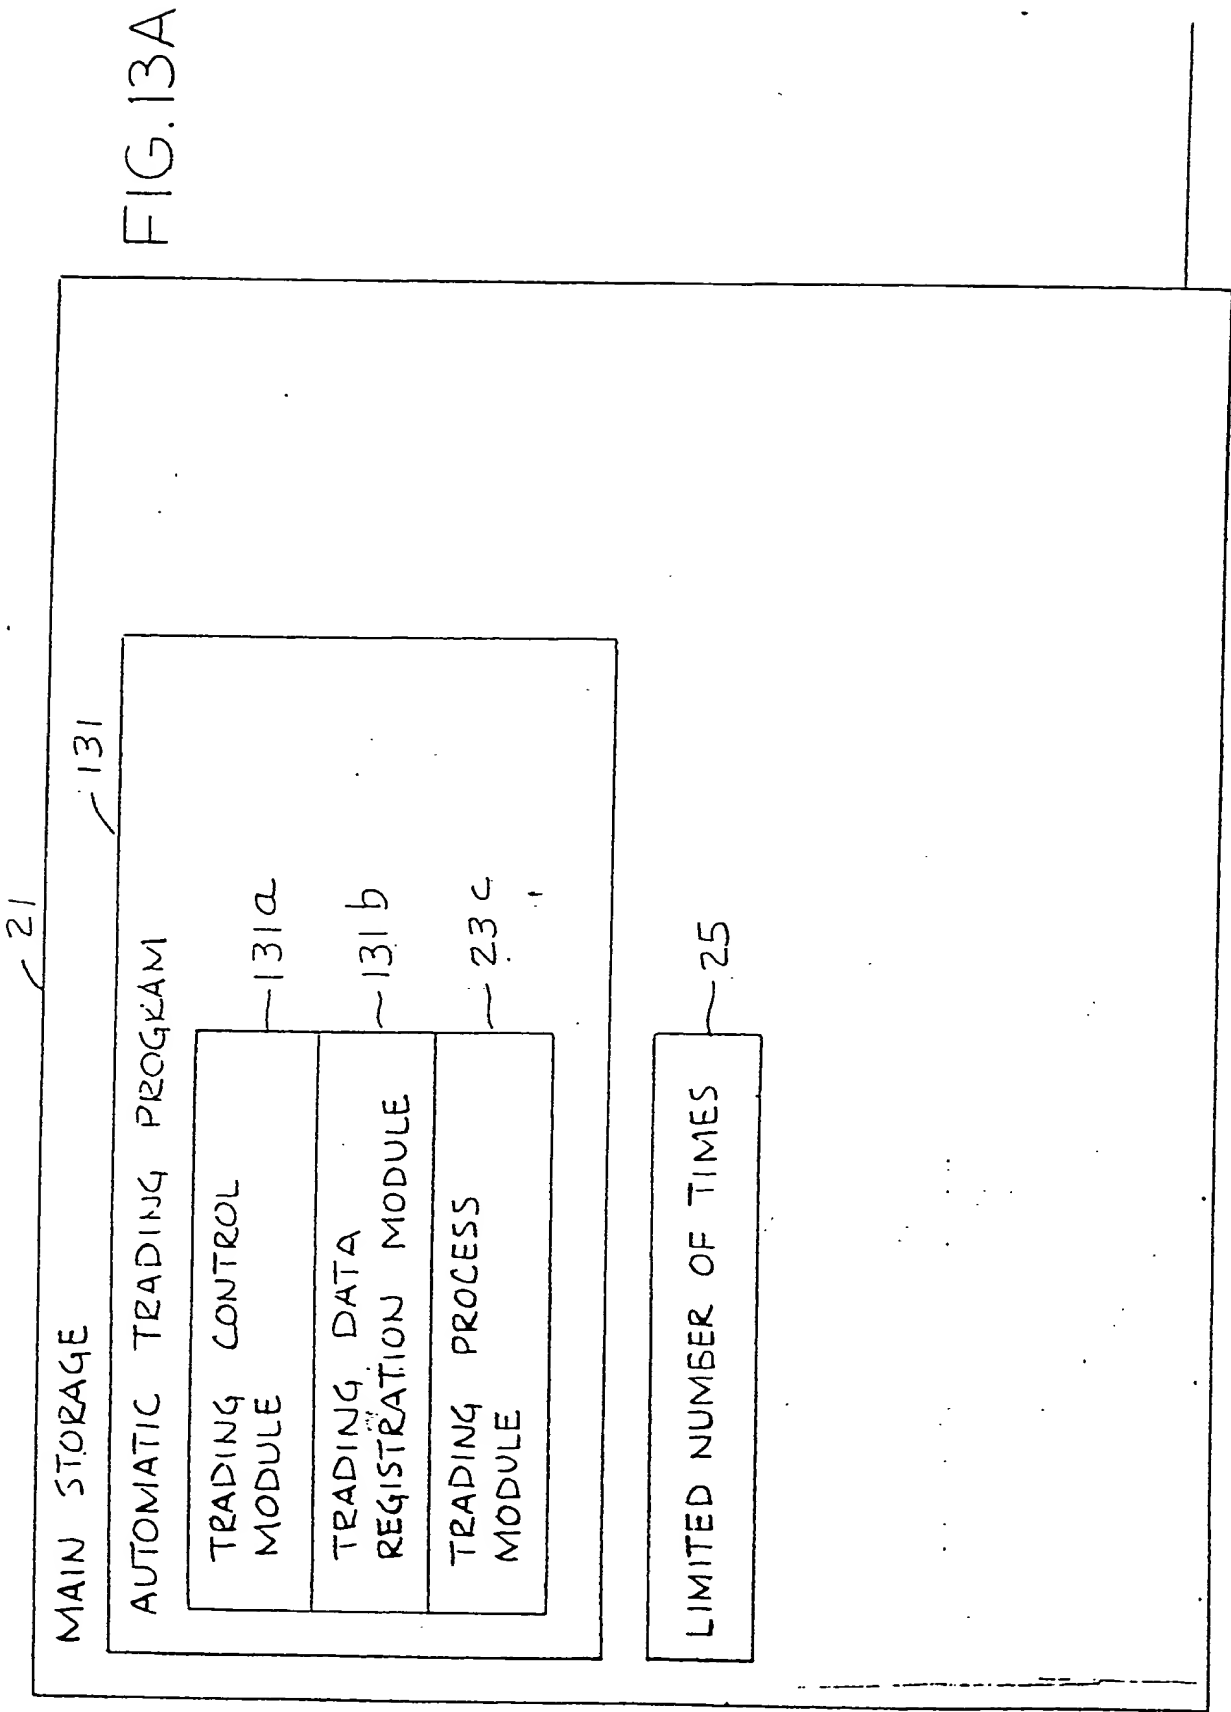 FIG. 13A
21
MAIN STORAGE
131
AUTOMATIC TRADING PROGRAM
TRADING CONTROL
MODULE
131a
TRADING DATA
REGISTRATION MODULE
131b
TRADING PROCESS
MODULE
23c
LIMITED NUMBER OF TIMES
25